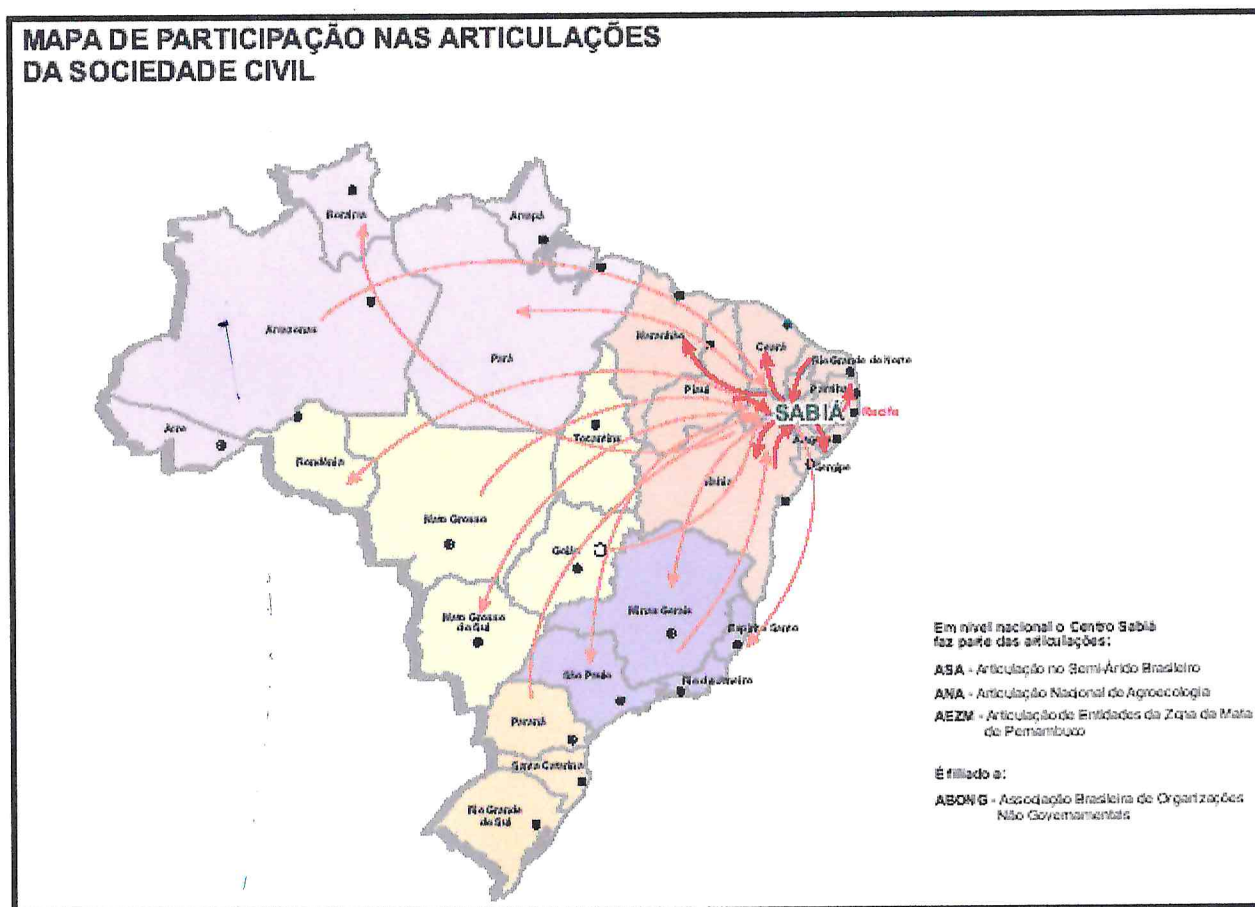 MAPA DE PARTICIPAÇÃO NAS ARTICULAÇÕES
DA SOCIEDADE CIVIL
Roraima
Amapá
Amazonas
Pará
Maranhão
Ceará
Rio Grande do Norte
Piauí
Paraíba
SABIÁ
Recife
Acre
Rondônia
Tocantins
Sergipe
Bahia
Mato Grosso
Goiás
Mato Grosso
do Sul
Minas Gerais
Espírito Santo
São Paulo
Rio de Janeiro
Paraná
Santa Catarina
Rio Grande
do Sul
Em nível nacional o Centro Sabiá
faz parte das articulações:
ASA - Articulação no Semi-Árido Brasileiro
ANA - Articulação Nacional de Agroecologia
AEZM - Articulação de Entidades da Zona da Mata
de Pernambuco
É filiado a:
ABONG - Associação Brasileira de Organizações
Não Governamentais